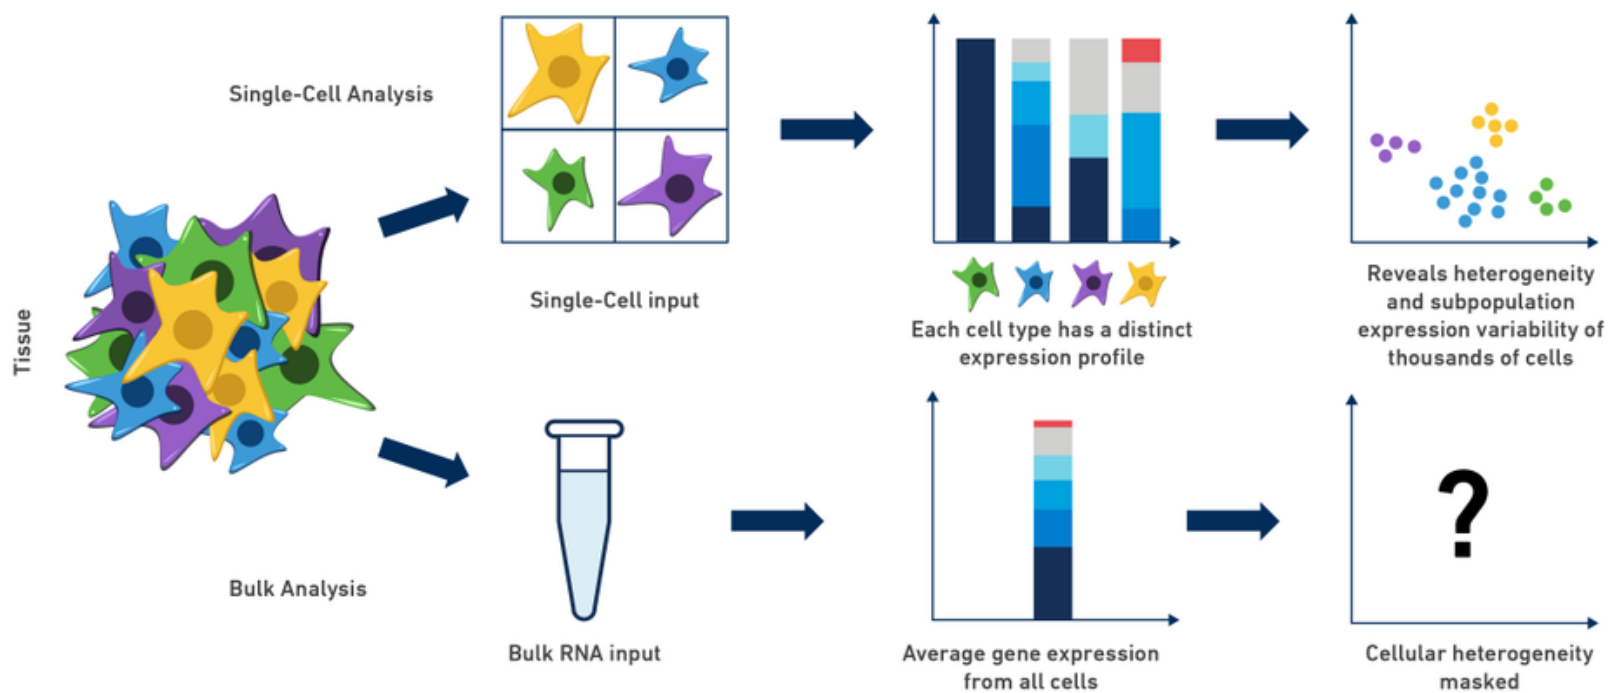 Tissue
Single-Cell Analysis
Single-Cell input
Each cell type has a distinct
expression profile
Reveals heterogeneity
and subpopulation
expression variability of
thousands of cells
Bulk Analysis
Bulk RNA input
Average gene expression
from all cells
?
Cellular heterogeneity
masked